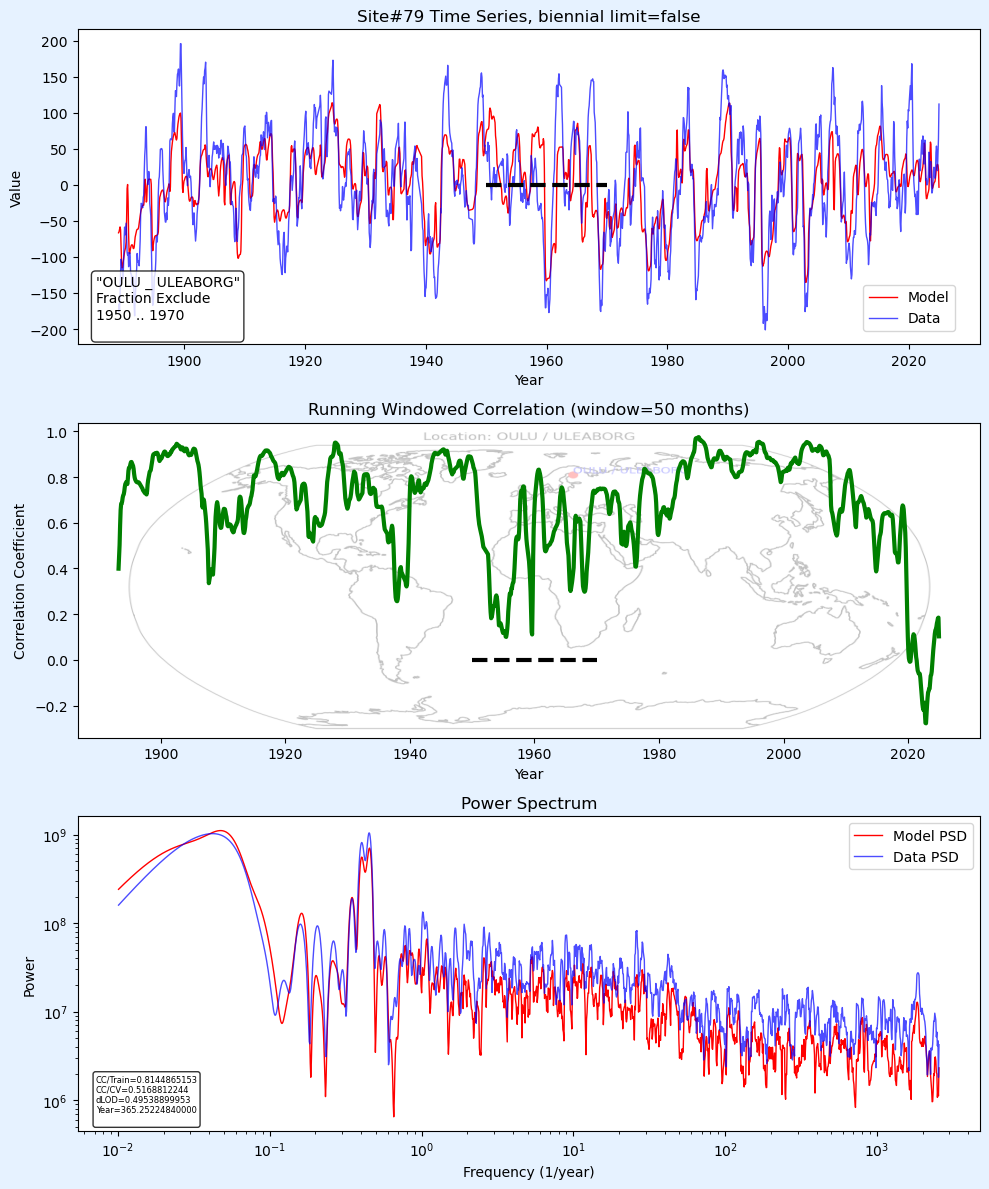 Site#79 Time Series, biennial limit=false
Value
200
150
100
50
0
−50
−100
−150
−200
"OULU _ ULEABORG"
Fraction Exclude
1950 .. 1970
Model
Data
1900
1920
1940
1960
1980
2000
2020
Year
Running Windowed Correlation (window=50 months)
Location: OULU / ULEABORG
OULU / ULEABORG
Correlation Coefficient
1.0
0.8
0.6
0.4
0.2
0.0
−0.2
1900
1920
1940
1960
1980
2000
2020
Year
Power Spectrum
Model PSD
Data PSD
Power
10⁹
10⁸
10⁷
10⁶
CC/Train=0.8144865153
CC/CV=0.5168812244
dLOD=0.49538899953
Year=365.25224840000
10⁻²
10⁻¹
10⁰
10¹
10²
10³
Frequency (1/year)